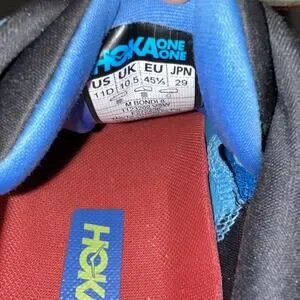 HOKA ONE ONE
US UK EU JPN
11D 10.5 45⅓ 29
M BONDI 6
HOKA